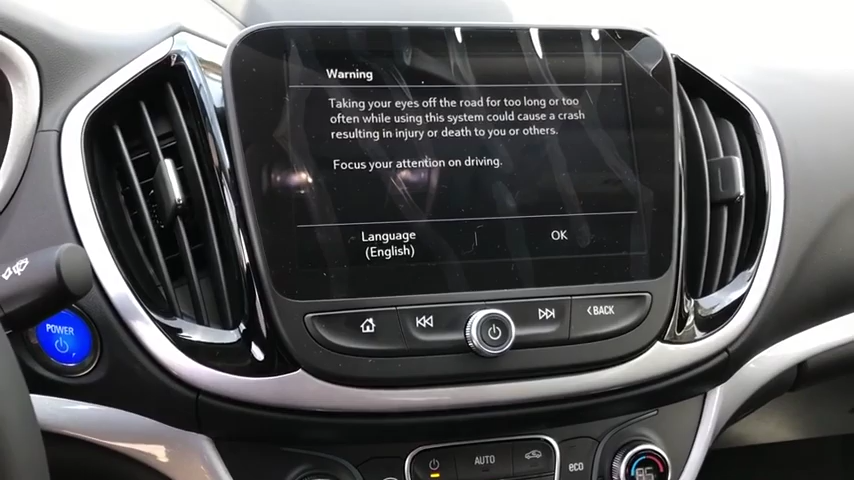 Warning
Taking your eyes off the road for too long or too
often while using this system could cause a crash
resulting in injury or death to you or others.
Focus your attention on driving.
Language
(English)
OK
<BACK
POWER
AUTO
eco
85